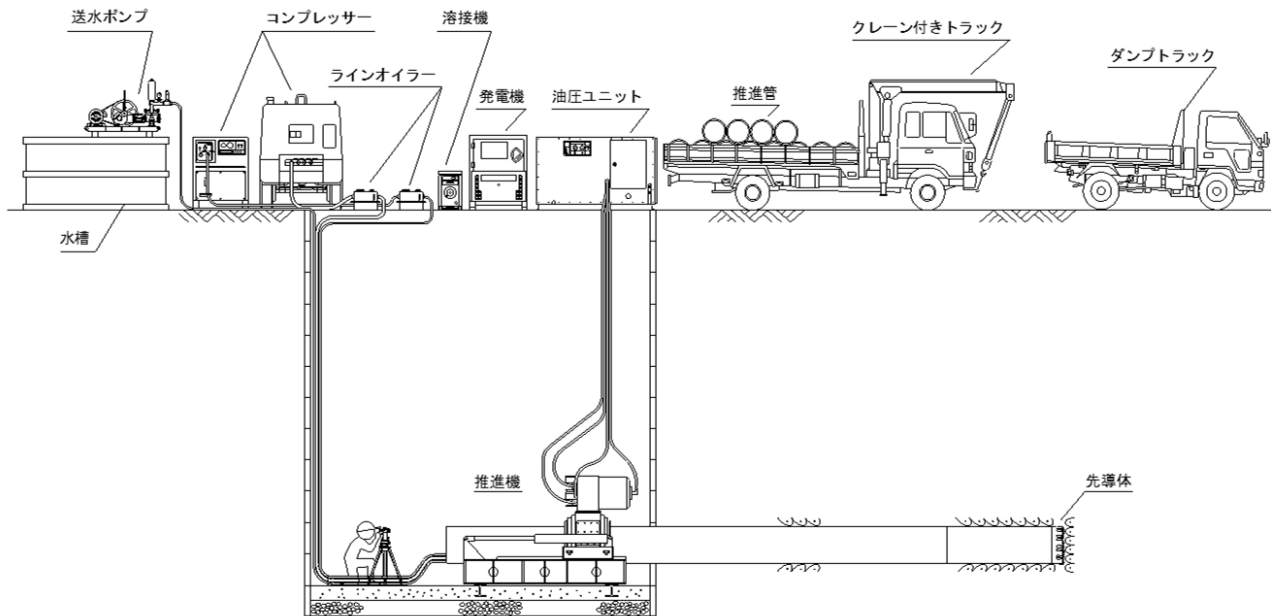 送水ポンプ
コンプレッサー
溶接機
クレーン付きトラック
ラインオイラー
発電機
油圧ユニット
推進管
ダンプトラック
水槽
推進機
先導体